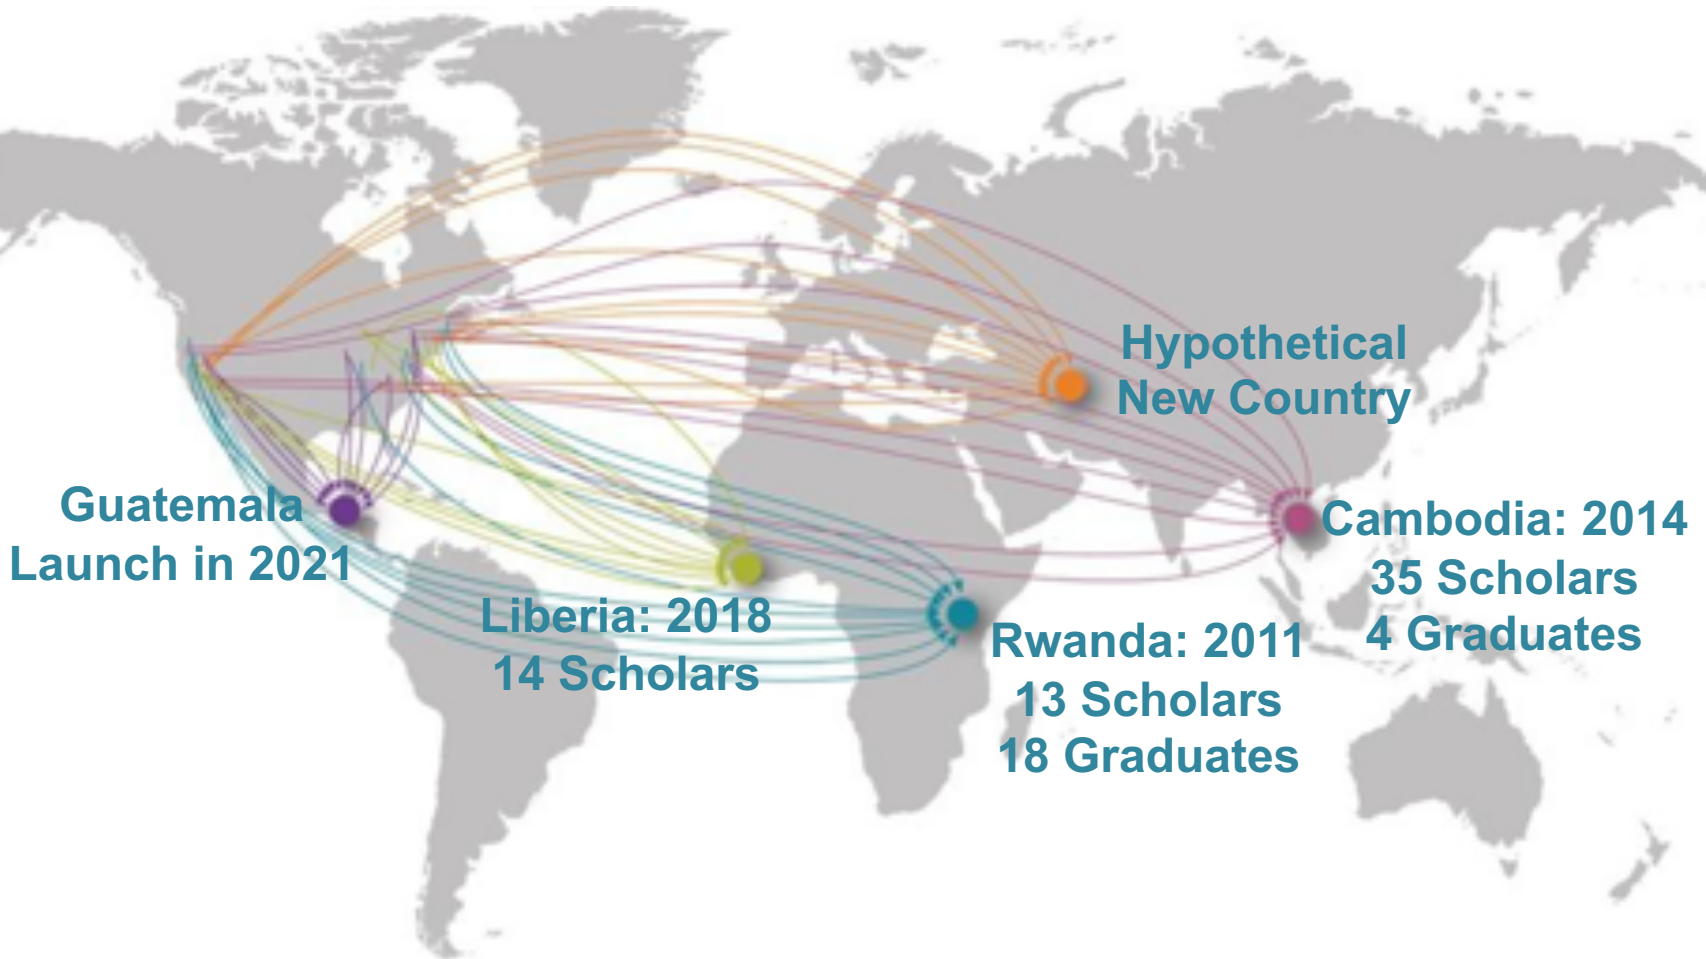 Hypothetical
New Country
Guatemala
Launch in 2021
Cambodia: 2014
35 Scholars
4 Graduates
Liberia: 2018
14 Scholars
Rwanda: 2011
13 Scholars
18 Graduates